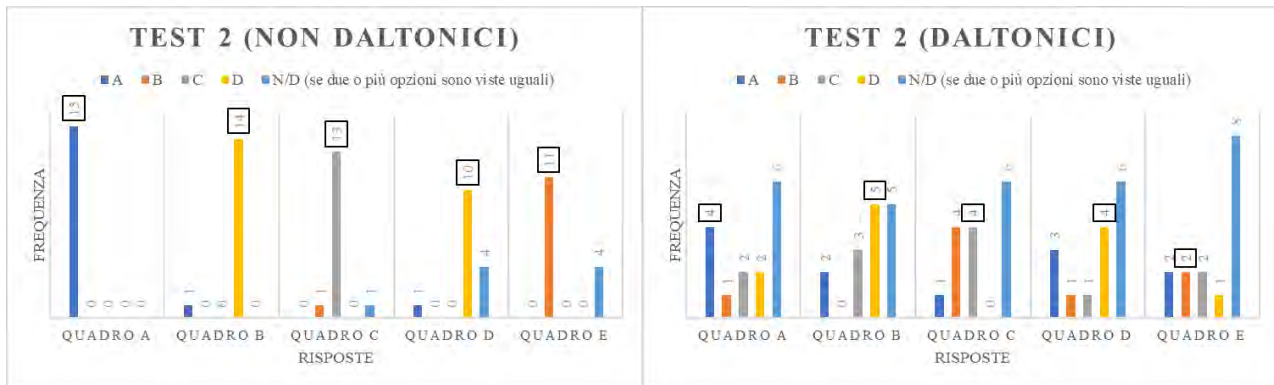 TEST 2 (NON DALTONICI)
A B C D N/D (se due o più opzioni sono viste uguali)
FREQUENZA
15 0 0 0 0
1 0 0 14 0
0 1 13 0 1
1 0 0 10 4
0 11 0 0 4
QUADRO A QUADRO B QUADRO C QUADRO D QUADRO E
RISPOSTE
TEST 2 (DALTONICI)
A B C D N/D (se due o più opzioni sono viste uguali)
FREQUENZA
4 1 2 2 6
2 0 3 5 5
1 4 4 0 6
3 1 1 4 6
2 2 2 1 8
QUADRO A QUADRO B QUADRO C QUADRO D QUADRO E
RISPOSTE